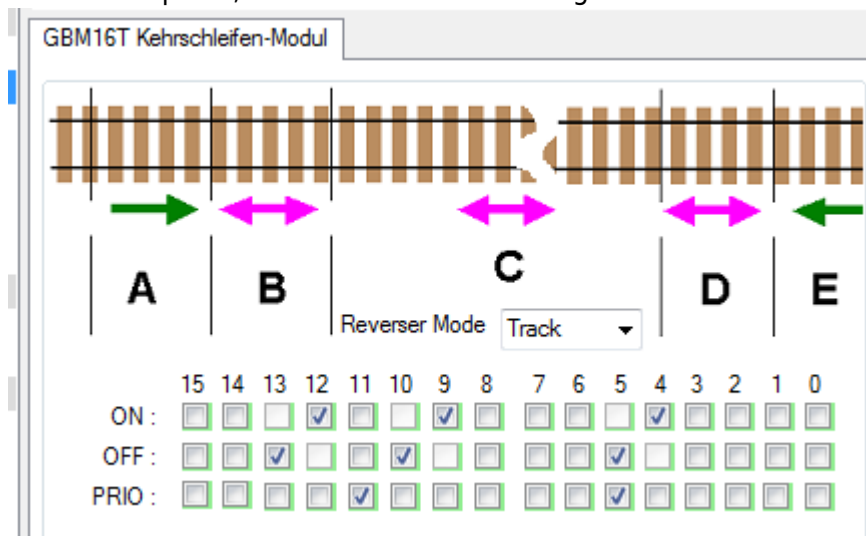 GBM16T Kehrschleifen-Modul
A B C D E
Reverser Mode Track
15 14 13 12 11 10 9 8 7 6 5 4 3 2 1 0
ON :
OFF :
PRIO :